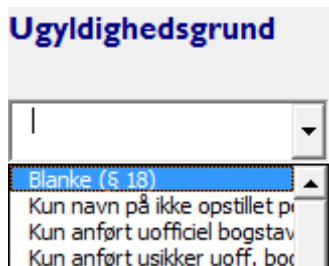 Ugyldighedsgrund
Blanke (§ 18)
Kun navn på ikke opstillet
Kun anført uofficiel bogstav
Kun anført usikker uoff.